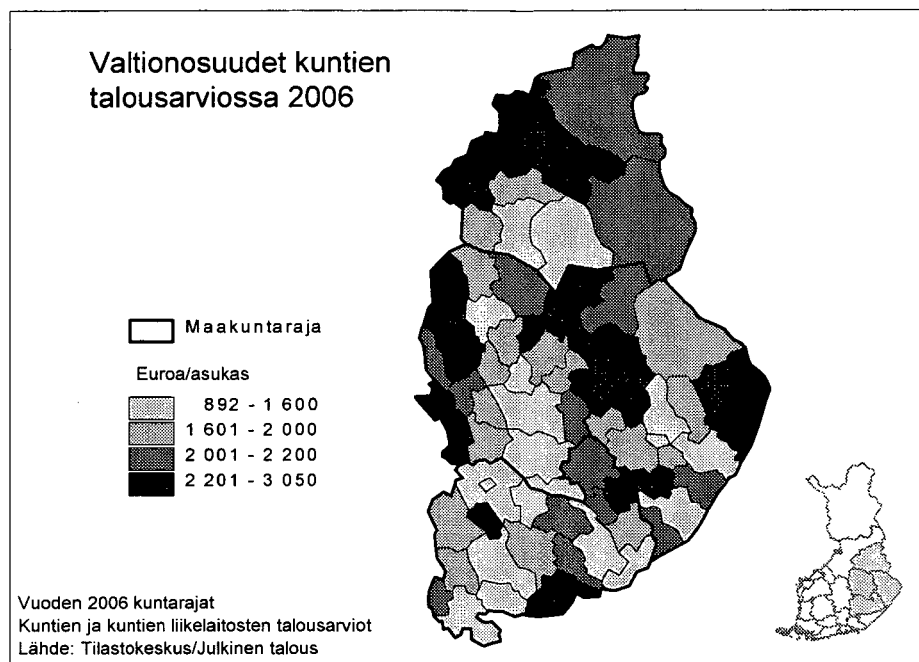 Valtionosuudet kuntien
talousarviossa 2006
Maakuntaraja
Euroa/asukas
892 - 1 600
1 601 - 2 000
2 001 - 2 200
2 201 - 3 050
Vuoden 2006 kuntarajat
Kuntien ja kuntien liikelaitosten talousarviot
Lähde: Tilastokeskus/Julkinen talous